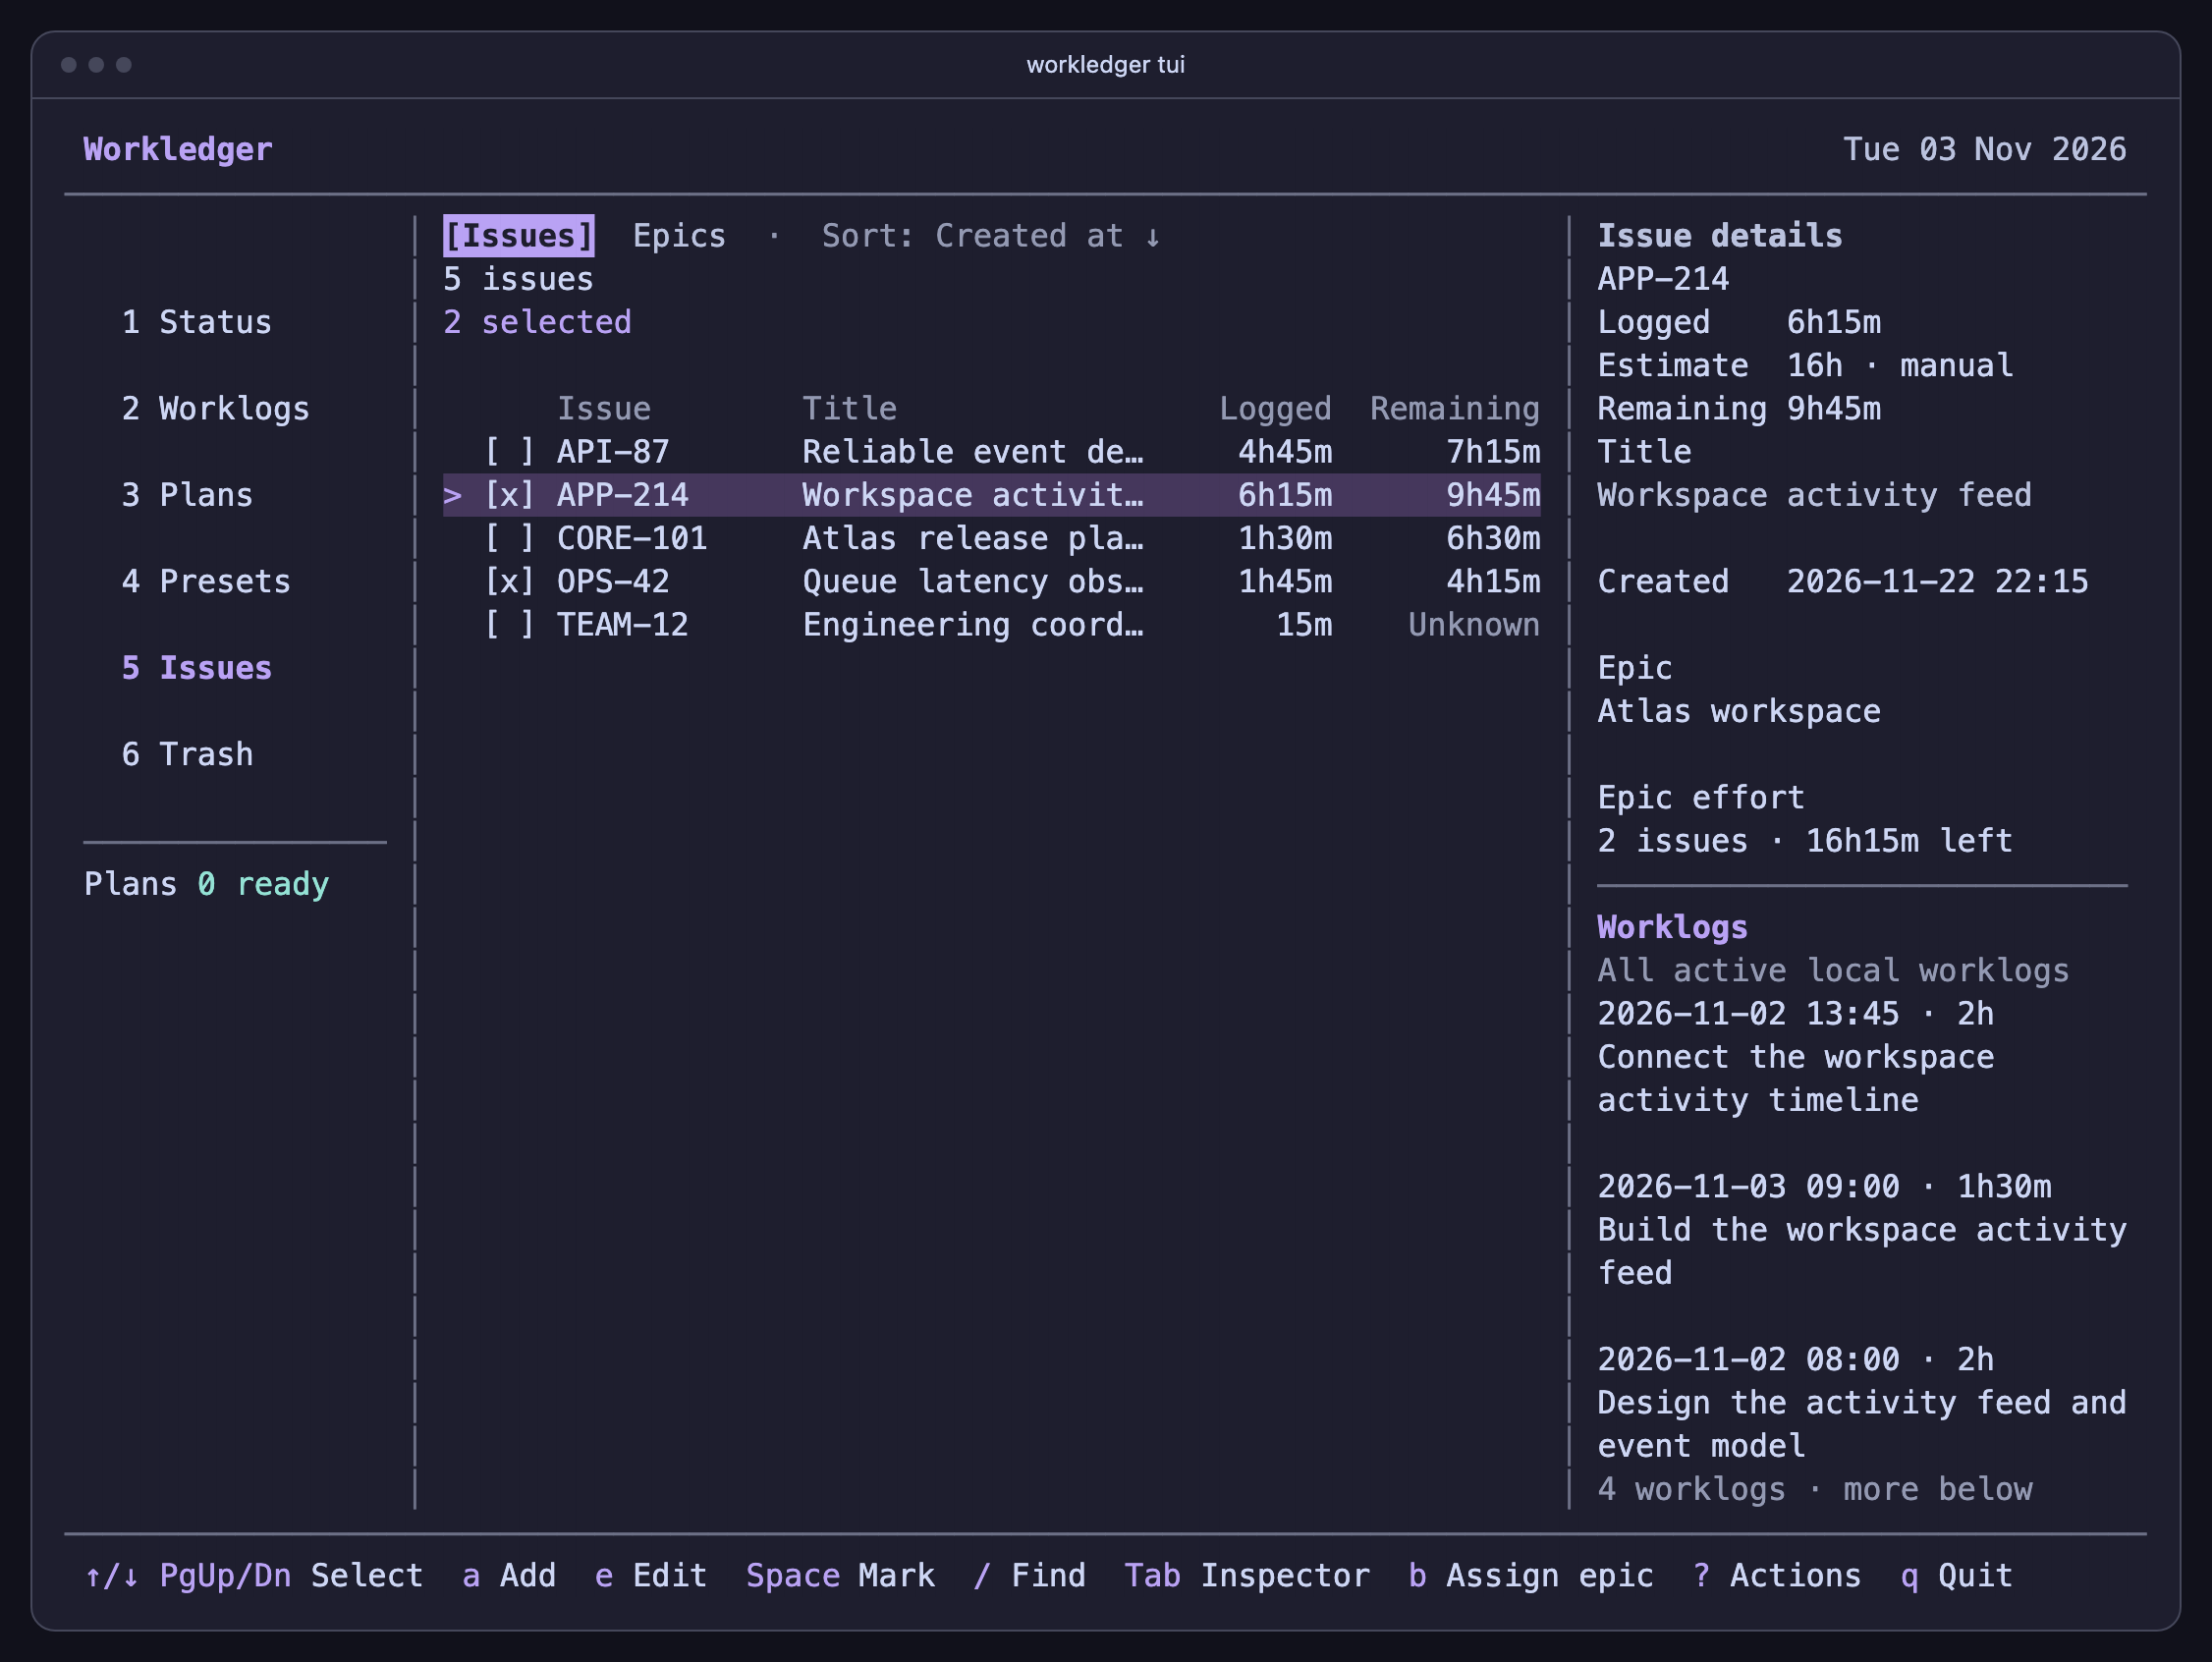 workledger tui
Workledger
Tue 03 Nov 2026
1 Status
2 Worklogs
3 Plans
4 Presets
5 Issues
6 Trash
Plans 0 ready
[Issues] Epics · Sort: Created at ↓
5 issues
2 selected
Issue Title Logged Remaining
[ ] API-87 Reliable event de… 4h45m 7h15m
> [x] APP-214 Workspace activit… 6h15m 9h45m
[ ] CORE-101 Atlas release pla… 1h30m 6h30m
[x] OPS-42 Queue latency obs… 1h45m 4h15m
[ ] TEAM-12 Engineering coord… 15m Unknown
Issue details
APP-214
Logged 6h15m
Estimate 16h · manual
Remaining 9h45m
Title
Workspace activity feed
Created 2026-11-22 22:15
Epic
Atlas workspace
Epic effort
2 issues · 16h15m left
Worklogs
All active local worklogs
2026-11-02 13:45 · 2h
Connect the workspace
activity timeline
2026-11-03 09:00 · 1h30m
Build the workspace activity
feed
2026-11-02 08:00 · 2h
Design the activity feed and
event model
4 worklogs · more below
↑/↓ PgUp/Dn Select a Add e Edit Space Mark / Find Tab Inspector b Assign epic ? Actions q Quit